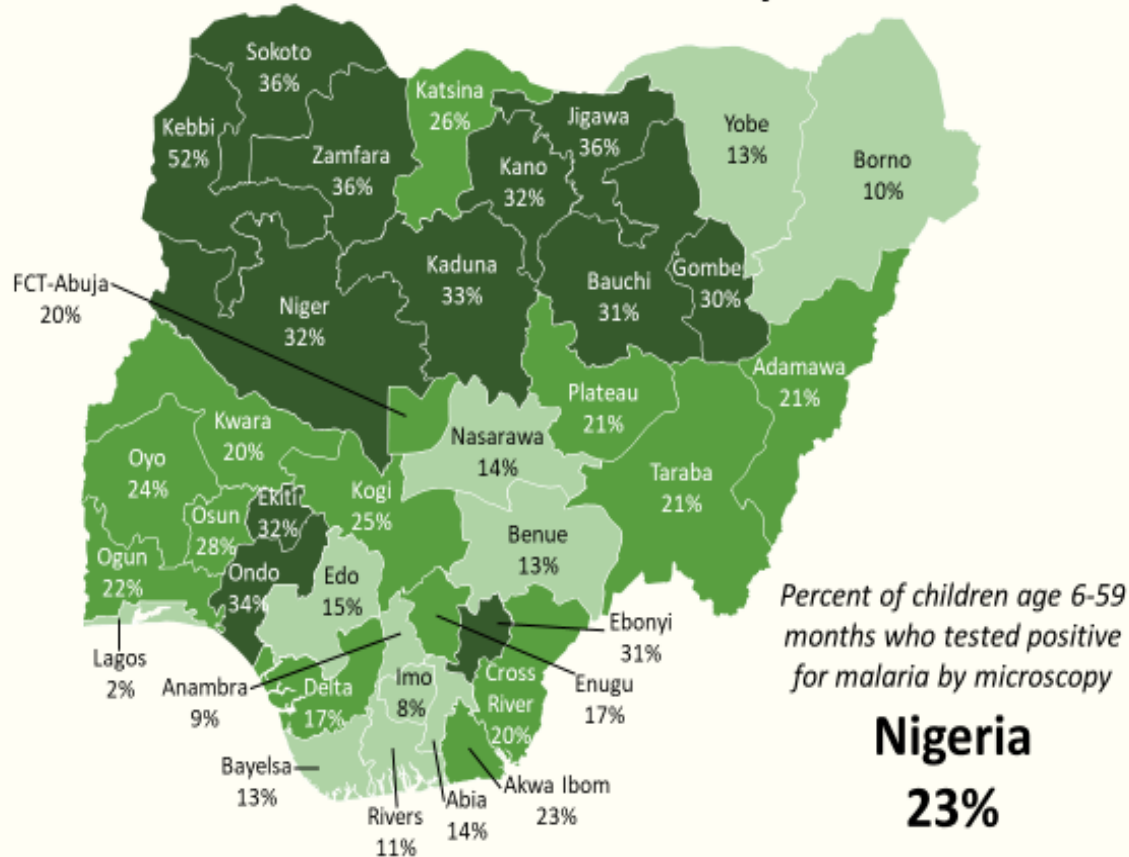 Sokoto
36%
Katsina
26%
Jigawa
36%
Yobe
13%
Borno
10%
Kebbi
52%
Zamfara
36%
Kano
32%
FCT-Abuja
20%
Niger
32%
Kaduna
33%
Bauchi
31%
Gombe
30%
Adamawa
21%
Plateau
21%
Kwara
20%
Nasarawa
14%
Taraba
21%
Oyo
24%
Osun
28%
Ekiti
32%
Kogi
25%
Benue
13%
Ogun
22%
Ondo
34%
Edo
15%
Ebonyi
31%
Lagos
2%
Anambra
9%
Delta
17%
Imo
8%
Cross
River
20%
Enugu
17%
Bayelsa
13%
Rivers
11%
Abia
14%
Akwa Ibom
23%
Percent of children age 6-59
months who tested positive
for malaria by microscopy
Nigeria
23%